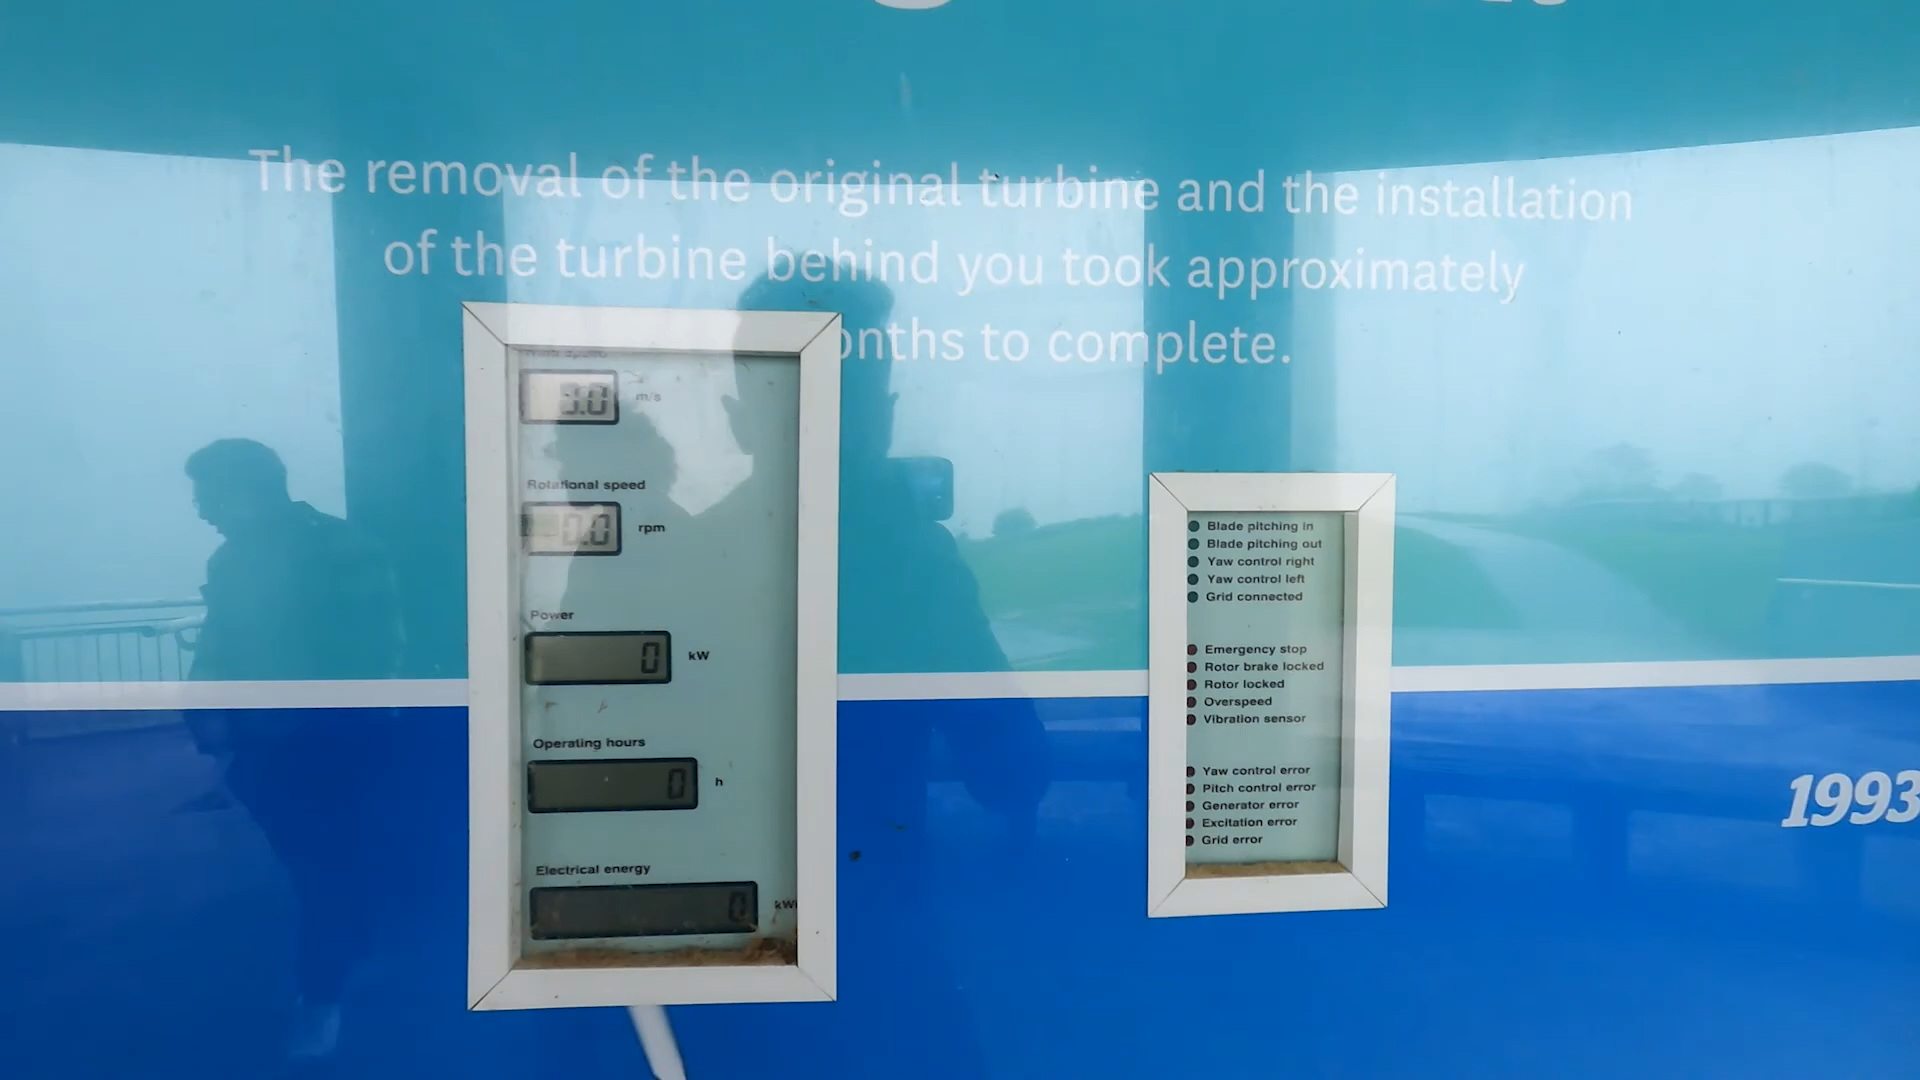 The removal of the original turbine and the installation
of the turbine behind you took approximately
onths to complete.
m/s
Rotational speed
0.0 rpm
Power
0 kW
Operating hours
0 h
Electrical energy
0 kW
Blade pitching in
Blade pitching out
Yaw control right
Yaw control left
Grid connected
Emergency stop
Rotor brake locked
Rotor locked
Overspeed
Vibration sensor
Yaw control error
Pitch control error
Generator error
Excitation error
Grid error
1993